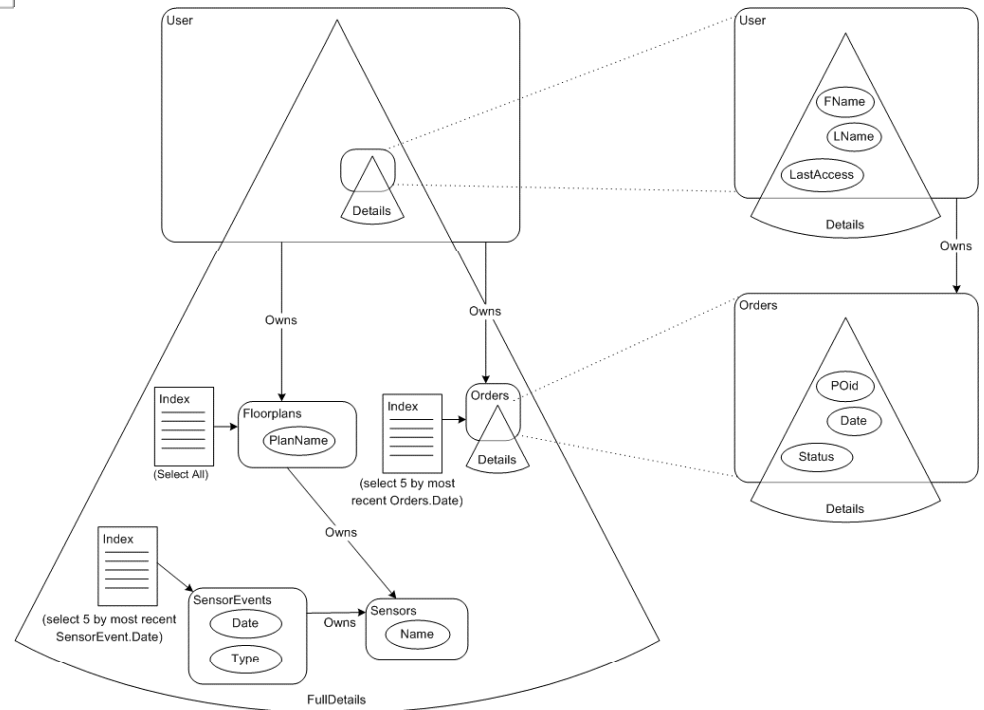 User
Details
Owns
Owns
Index
(Select All)
Floorplans
PlanName
Index
(select 5 by most
recent Orders.Date)
Orders
Details
Owns
Index
(select 5 by most recent
SensorEvent.Date)
SensorEvents
Date
Type
Owns
Sensors
Name
FullDetails
User
FName
LName
LastAccess
Details
Owns
Orders
POid
Date
Status
Details